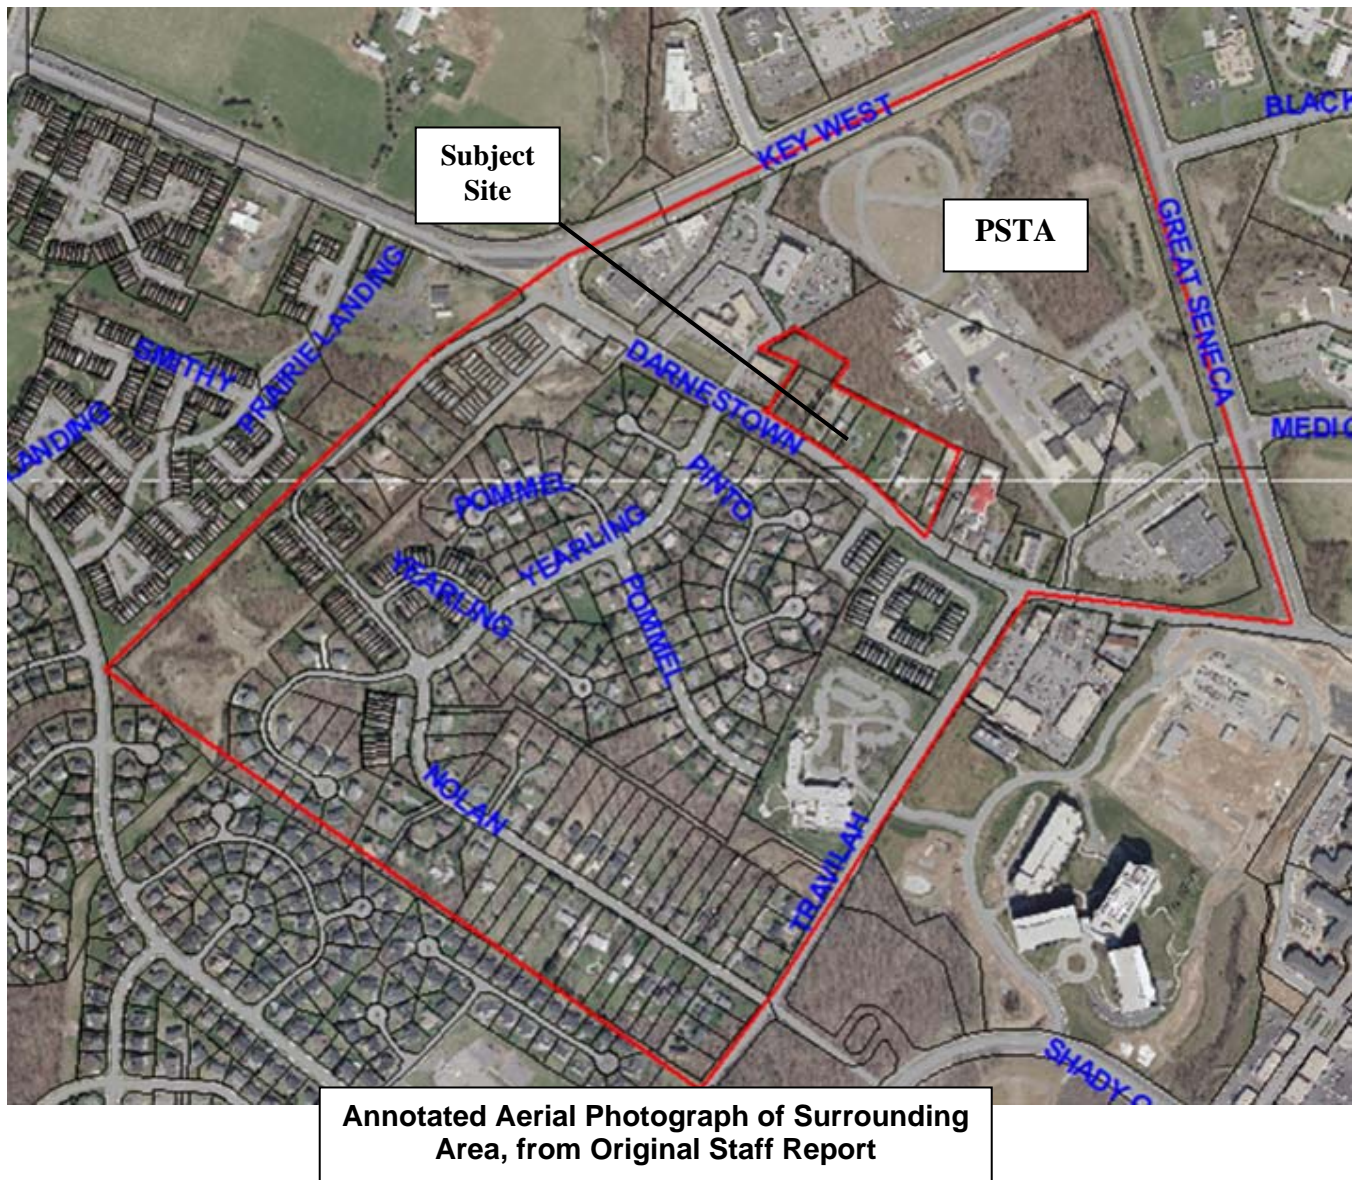 KEY WEST
BLACK
Subject
Site
PSTA
GREAT SENECA
PRAIRIE LANDING
SMITHY
LANDING
DARNESTOWN
MEDIC
PINTO
POMMEL
YEARLING
YEARLING
POMMEL
NOLAN
TRAVILAH
SHADY
Annotated Aerial Photograph of Surrounding
Area, from Original Staff Report